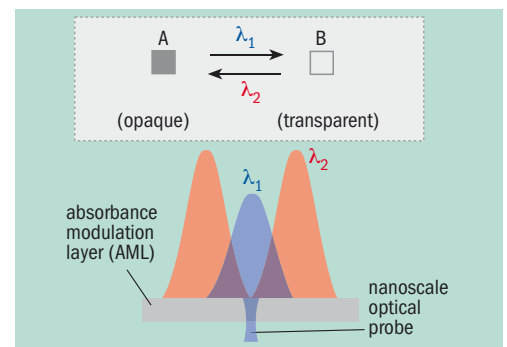 A
λ1
B
λ2
(opaque)
(transparent)
λ2
λ1
absorbance
modulation
layer (AML)
nanoscale
optical
probe